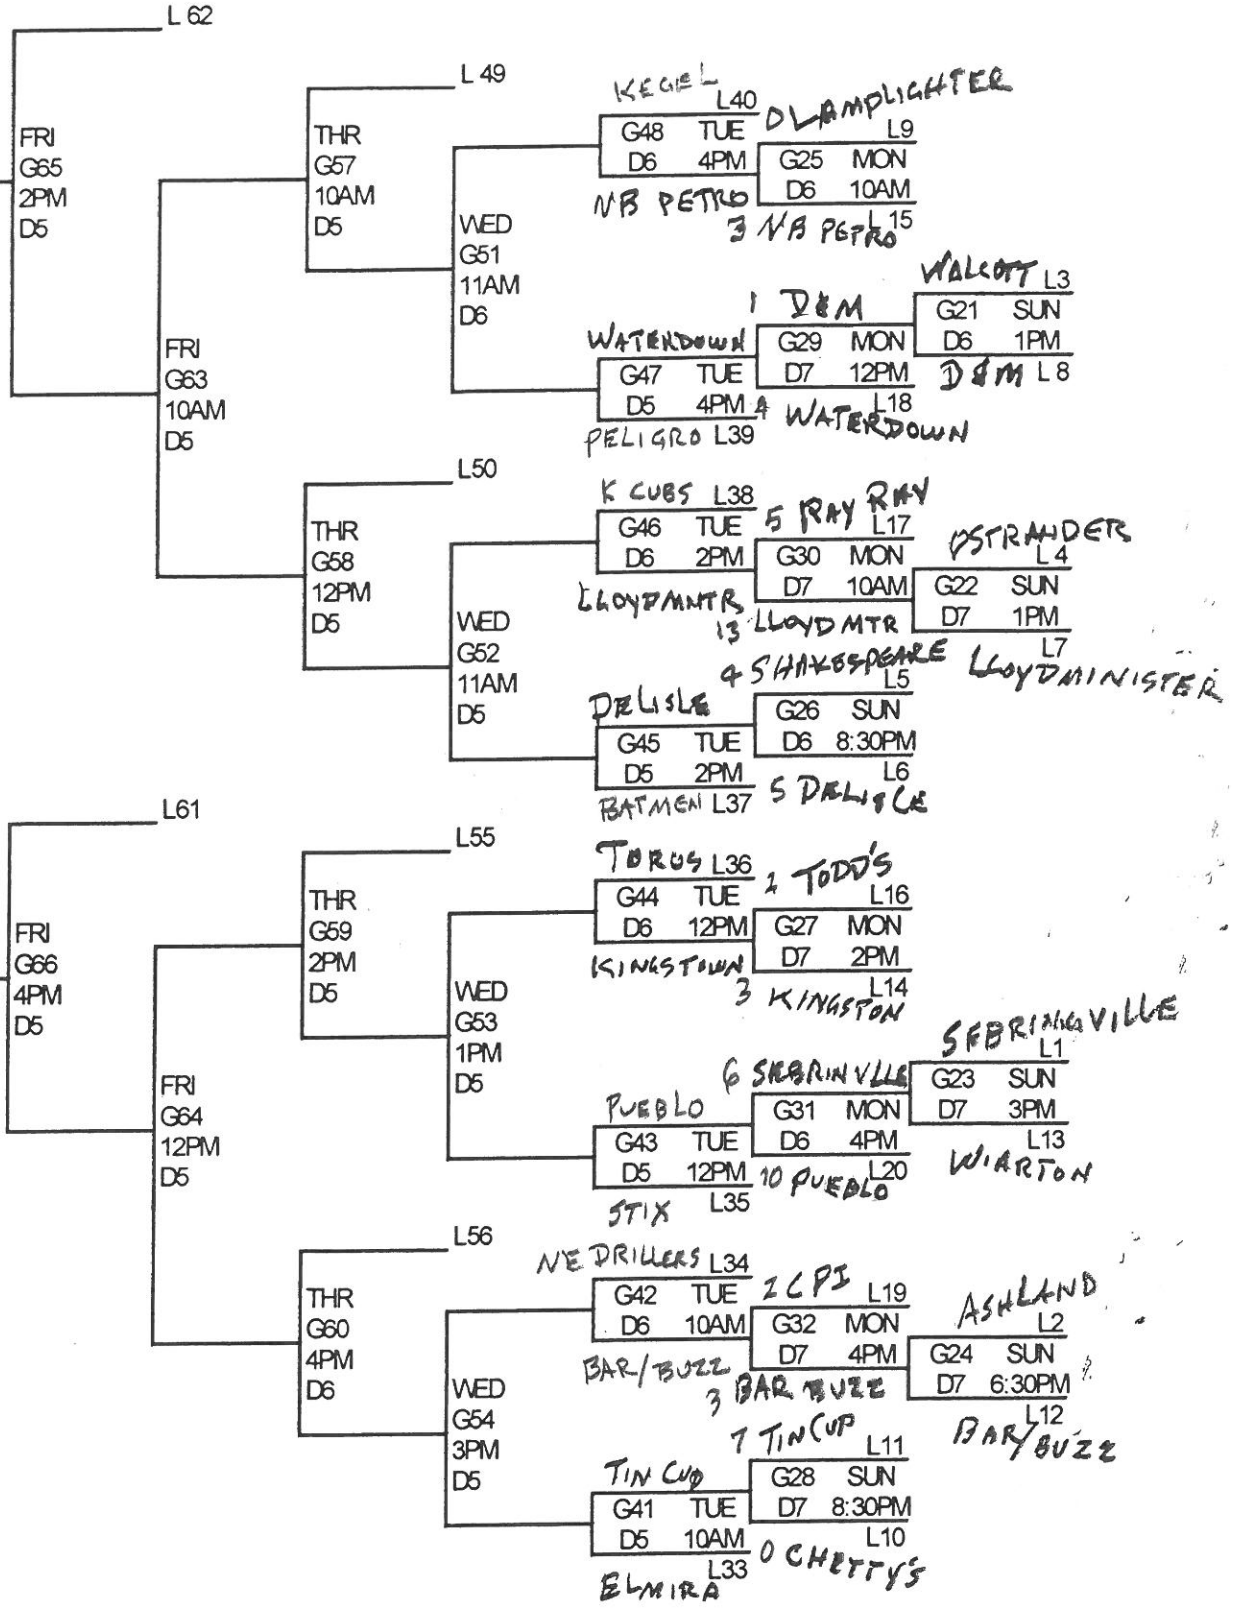 L 62
FRI
G65
2PM
D5
L 49
THR
G57
10AM
D5
WED
G51
11AM
D6
KEGEL
L40
G48 TUE
D6 4PM
NB PETRO
0 LAMPLIGHTER
L9
G25 MON
D6 10AM
L 15
3 NB PETRO
WALCOTT L3
G21 SUN
D6 1PM
D&M L 8
1 D&M
G29 MON
D7 12PM
L18
4 WATERDOWN
WATERDOWN
G47 TUE
D5 4PM
PELIGRO L39
FRI
G63
10AM
D5
L50
THR
G58
12PM
D5
WED
G52
11AM
D5
K CUBS L38
G46 TUE
D6 2PM
LLOYDMNTR
5 RAY RAY
L17
G30 MON
D7 10AM
13 LLOYD MTR
OSTRANDER
L 4
G22 SUN
D7 1PM
L7
LLOYDMINISTER
4 SHAKESPEARE
L5
G26 SUN
D6 8:30PM
L6
5 DELISLE
DELISLE
G45 TUE
D5 2PM
BATMEN L37
L61
FRI
G66
4PM
D5
L55
THR
G59
2PM
D5
WED
G53
1PM
D5
TOROS L36
G44 TUE
D6 12PM
KINGSTOWN
2 TODD'S
L16
G27 MON
D7 2PM
L14
3 KINGSTON
SEBRINGVILLE
L1
G23 SUN
D7 3PM
L13
WIARTON
6 SEBRINVLLE
G31 MON
D6 4PM
L20
10 PUEBLO
PUEBLO
G43 TUE
D5 12PM
L35
STIX
FRI
G64
12PM
D5
L56
THR
G60
4PM
D6
WED
G54
3PM
D5
NE DRILLERS L34
G42 TUE
D6 10AM
BAR/BUZZ
2 CPI
L19
G32 MON
D7 4PM
3 BAR BUZZ
ASHLAND
L2
G24 SUN
D7 6:30PM
L12
BAR/BUZZ
7 TIN CUP
L11
G28 SUN
D7 8:30PM
L10
0 CHETTY'S
TIN CUP
G41 TUE
D5 10AM
L33
ELMIRA